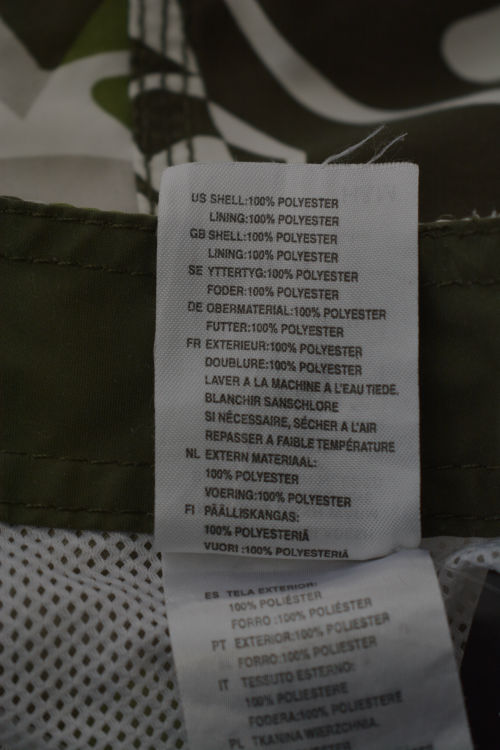 US SHELL:100% POLYESTER
LINING:100% POLYESTER
GB SHELL:100% POLYESTER
LINING:100% POLYESTER
SE YTTERTYG:100% POLYESTER
FODER:100% POLYESTER
DE OBERMATERIAL:100% POLYESTER
FUTTER:100% POLYESTER
FR EXTERIEUR:100% POLYESTER
DOUBLURE:100% POLYESTER
LAVER A LA MACHINE A L'EAU TIEDE.
BLANCHIR SANSCHLORE
SI NÉCESSAIRE, SÉCHER A L'AIR
REPASSER A FAIBLE TEMPÉRATURE
NL EXTERN MATERIAAL:
100% POLYESTER
VOERING:100% POLYESTER
FI PÄÄLLISKANGAS:
100% POLYESTERIÄ
VUORI :100% POLYESTERIÄ
ES TELA EXTERIOR:
100% POLIÉSTER
FORRO :100% POLIÉSTER
PT EXTERIOR:100% POLIESTER
FORRO:100% POLIESTER
IT TESSUTO ESTERNO:
100% POLIESTERE
FODERA:100% POLIESTERE
PL TKANINA WIERZCHNIA.